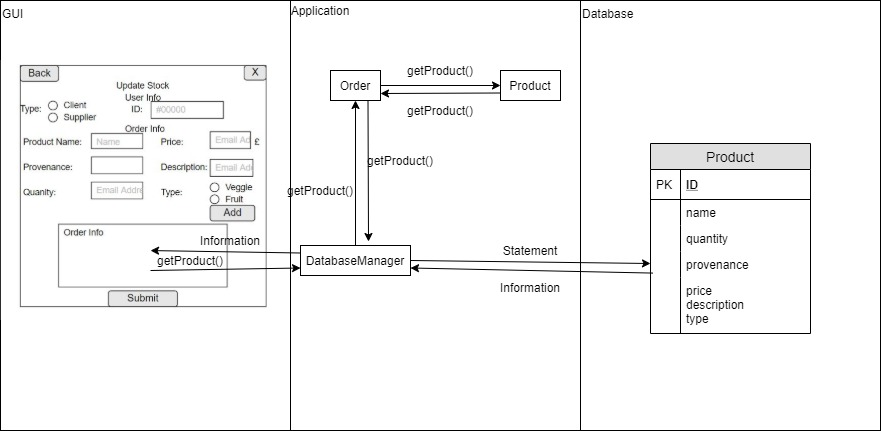 GUI
Application
Database
Back
X
Update Stock
User Info
Type:
Client
Supplier
ID:
#00000
Order Info
Product Name:
Name
Price:
Email Ad
£
Provenance:
Description:
Email Ad
Quanity:
Email Addre
Type:
Veggie
Fruit
Add
Order Info
Submit
Information
getProduct()
Order
getProduct()
Product
getProduct()
getProduct()
getProduct()
DatabaseManager
Statement
Information
Product
PK
ID
name
quantity
provenance
price
description
type